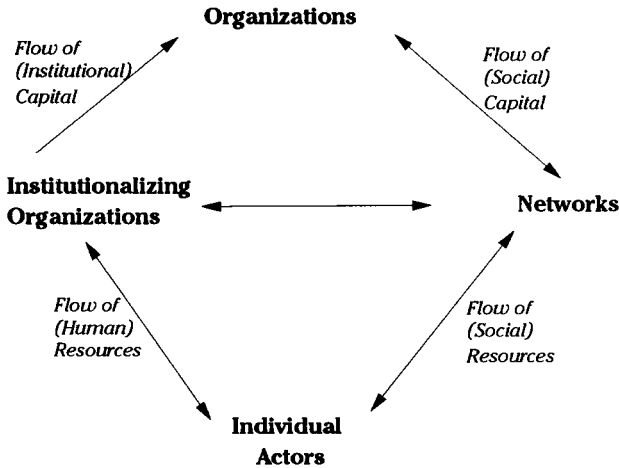 Organizations
Flow of
(Institutional)
Capital
Flow of
(Social)
Capital
Institutionalizing
Organizations
Networks
Flow of
(Human)
Resources
Flow of
(Social)
Resources
Individual
Actors